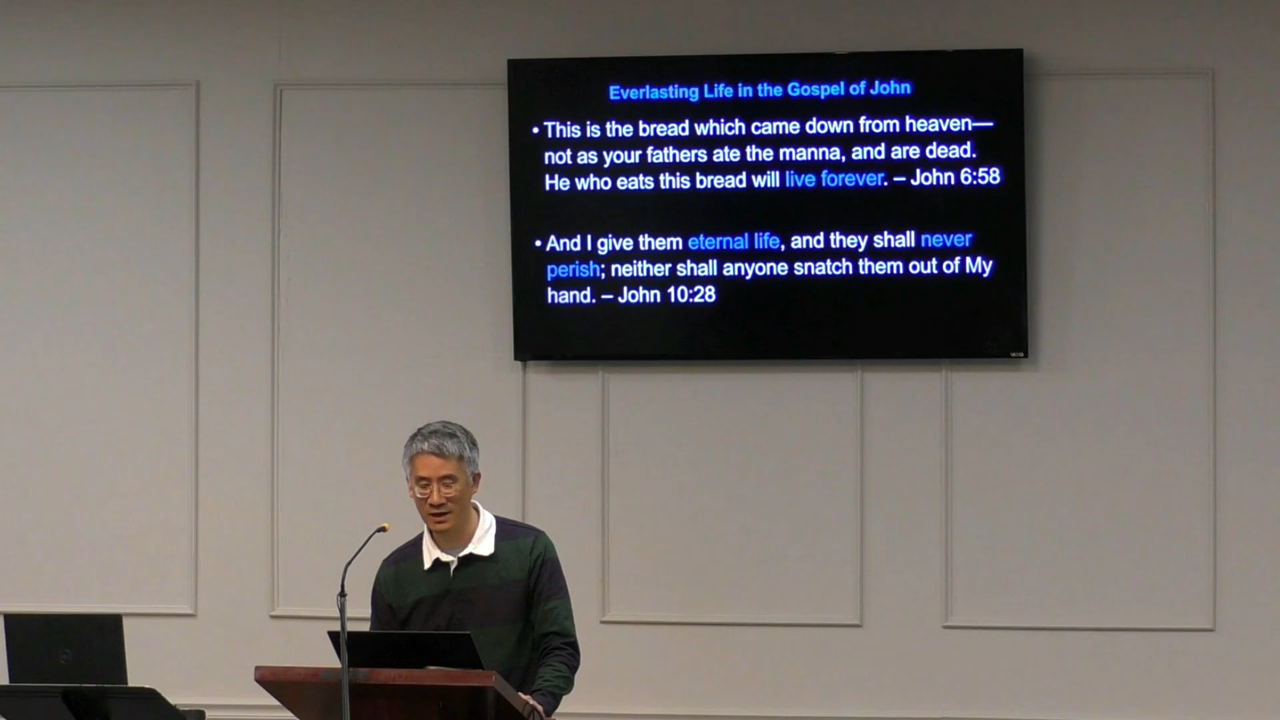 Everlasting Life in the Gospel of John
• This is the bread which came down from heaven—
not as your fathers ate the manna, and are dead.
He who eats this bread will live forever. – John 6:58
• And I give them eternal life, and they shall never
perish; neither shall anyone snatch them out of My
hand. – John 10:28